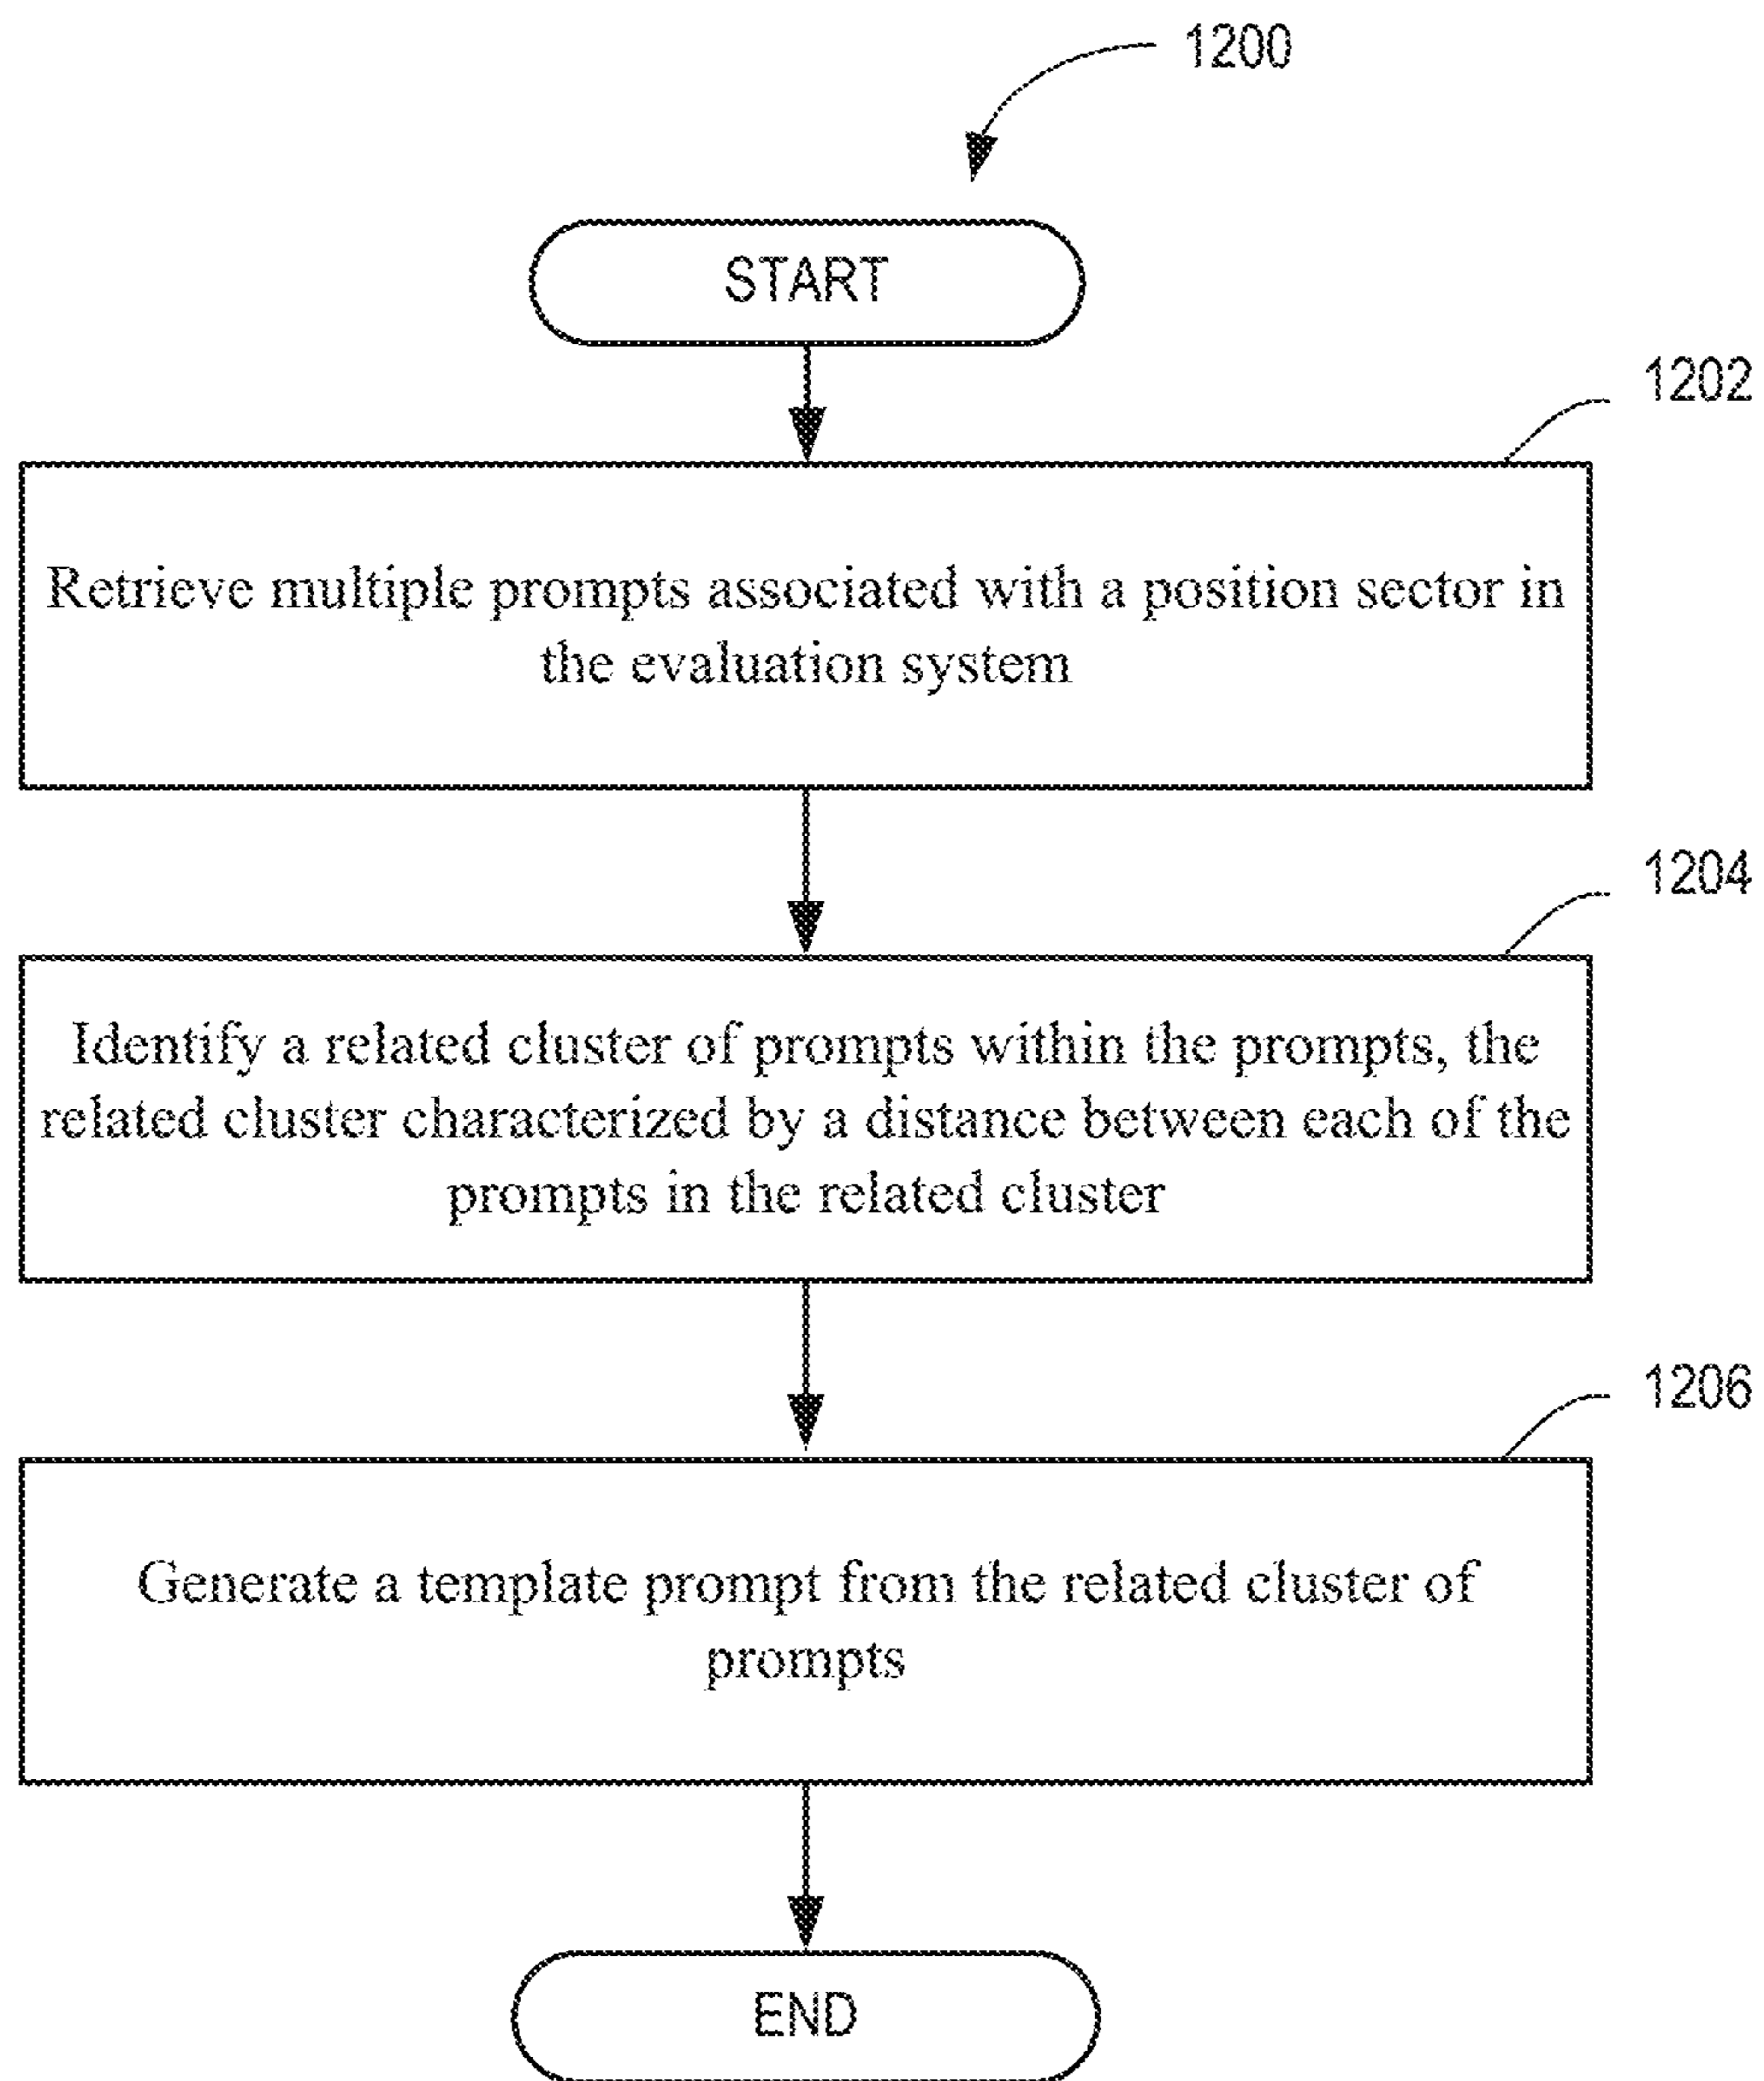 1200
START
1202
Retrieve multiple prompts associated with a position sector in
the evaluation system
1204
Identify a related cluster of prompts within the prompts, the
related cluster characterized by a distance between each of the
prompts in the related cluster
1206
Generate a template prompt from the related cluster of
prompts
END